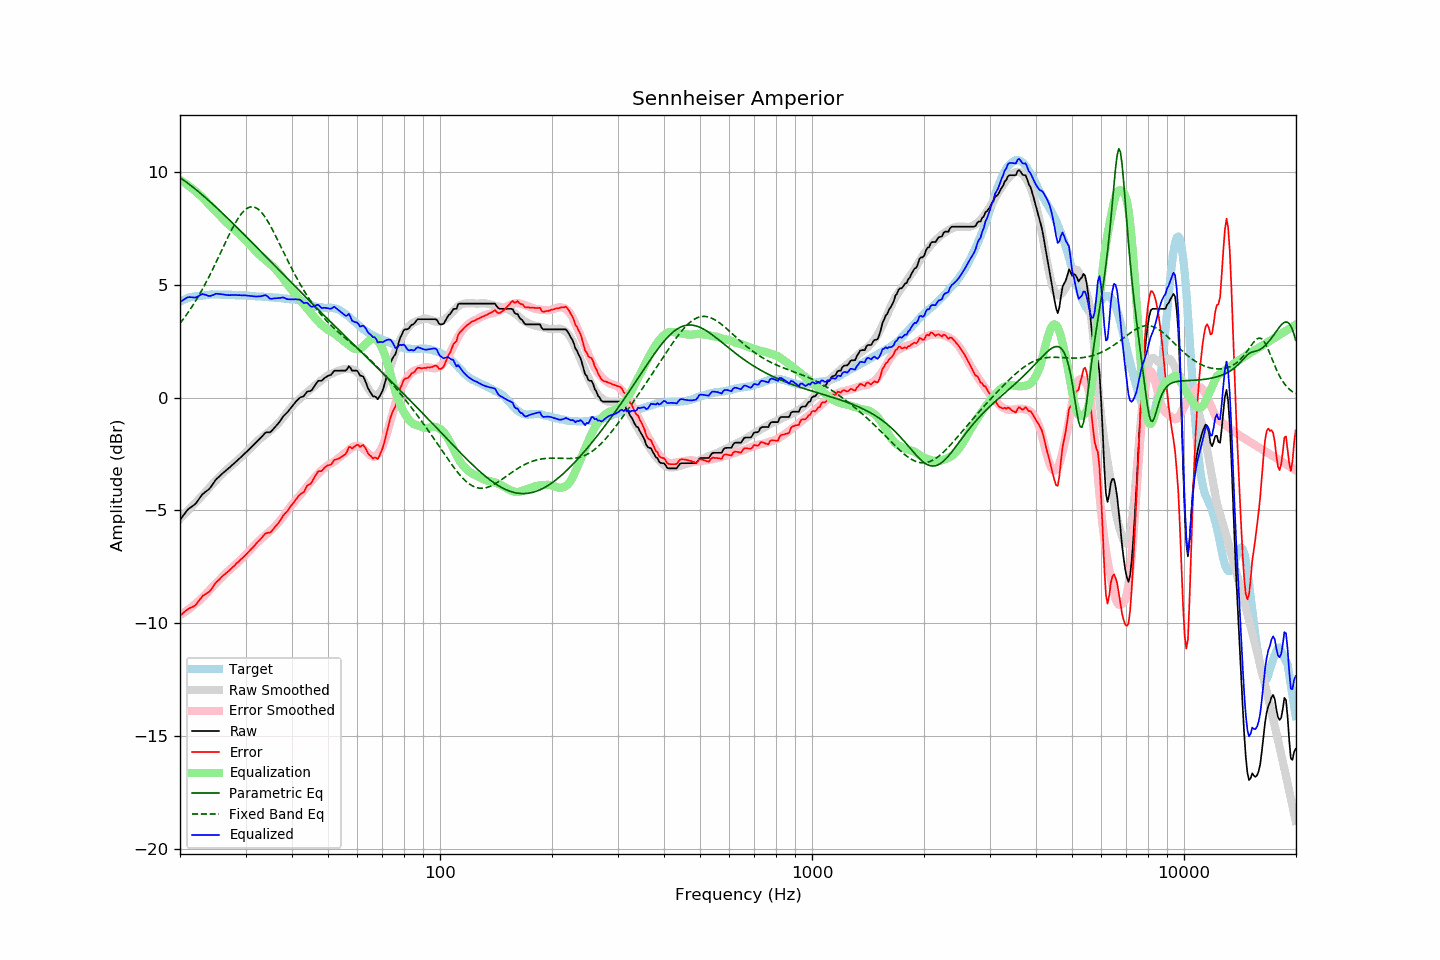 Sennheiser Amperior
10
5
0
−5
−10
−15
−20
Amplitude (dBr)
Target
Raw Smoothed
Error Smoothed
Raw
Error
Equalization
Parametric Eq
Fixed Band Eq
Equalized
100
1000
10000
Frequency (Hz)